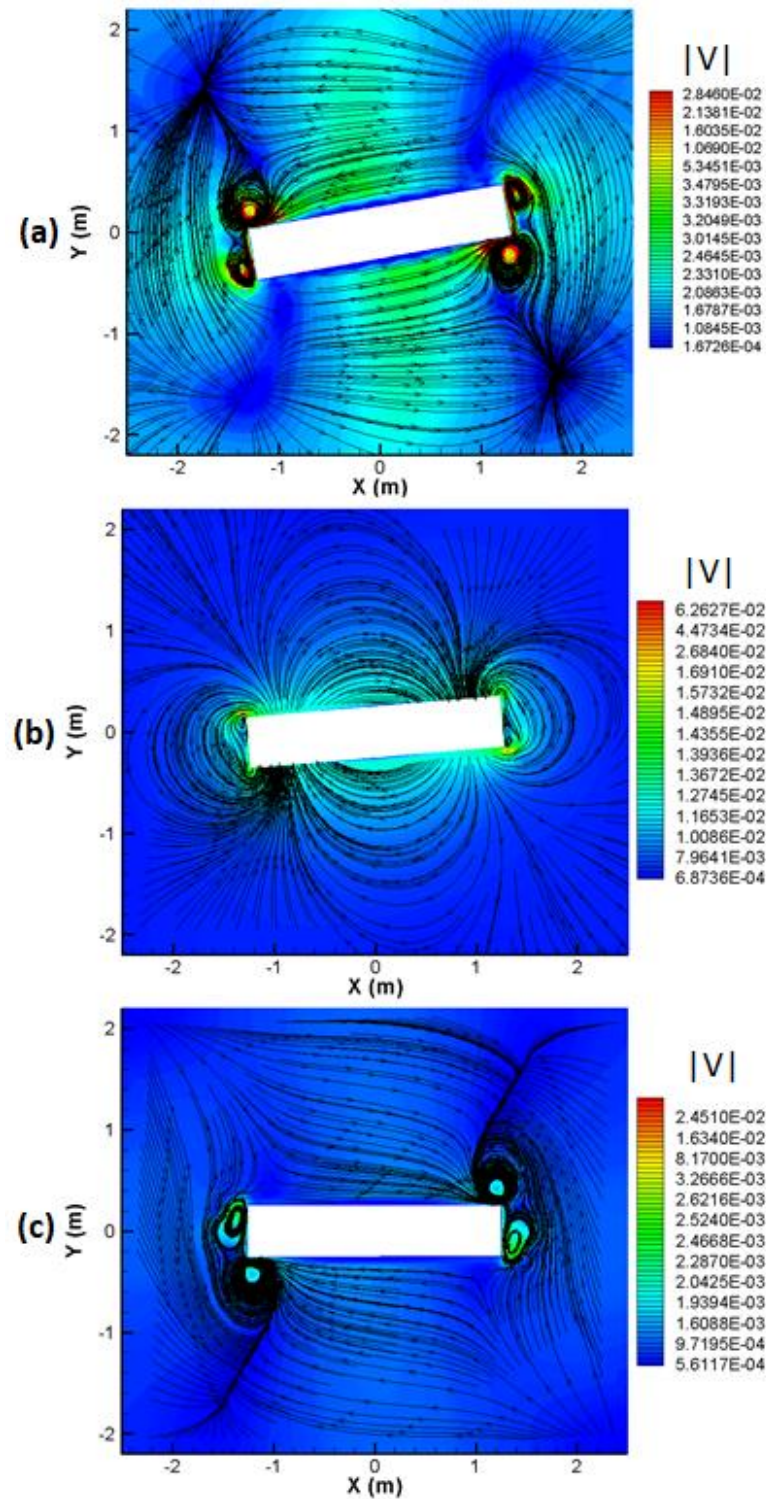 |V|
2.8460E-02
2.1381E-02
1.6035E-02
1.0690E-02
5.3451E-03
3.4795E-03
3.3193E-03
3.2049E-03
3.0145E-03
2.4645E-03
2.3310E-03
2.0863E-03
1.6787E-03
1.0845E-03
1.6726E-04
(a)
Y (m)
2
1
0
-1
-2
-2 -1 0 1 2
X (m)
|V|
6.2627E-02
4.4734E-02
2.6840E-02
1.6910E-02
1.5732E-02
1.4895E-02
1.4355E-02
1.3936E-02
1.3672E-02
1.2745E-02
1.1653E-02
1.0086E-02
7.9641E-03
6.8736E-04
(b)
Y (m)
2
1
0
-1
-2
-2 -1 0 1 2
X (m)
|V|
2.4510E-02
1.6340E-02
8.1700E-03
3.2666E-03
2.6216E-03
2.5240E-03
2.4668E-03
2.2870E-03
2.0425E-03
1.9394E-03
1.6088E-03
9.7195E-04
5.6117E-04
(c)
Y (m)
2
1
0
-1
-2
-2 -1 0 1 2
X (m)